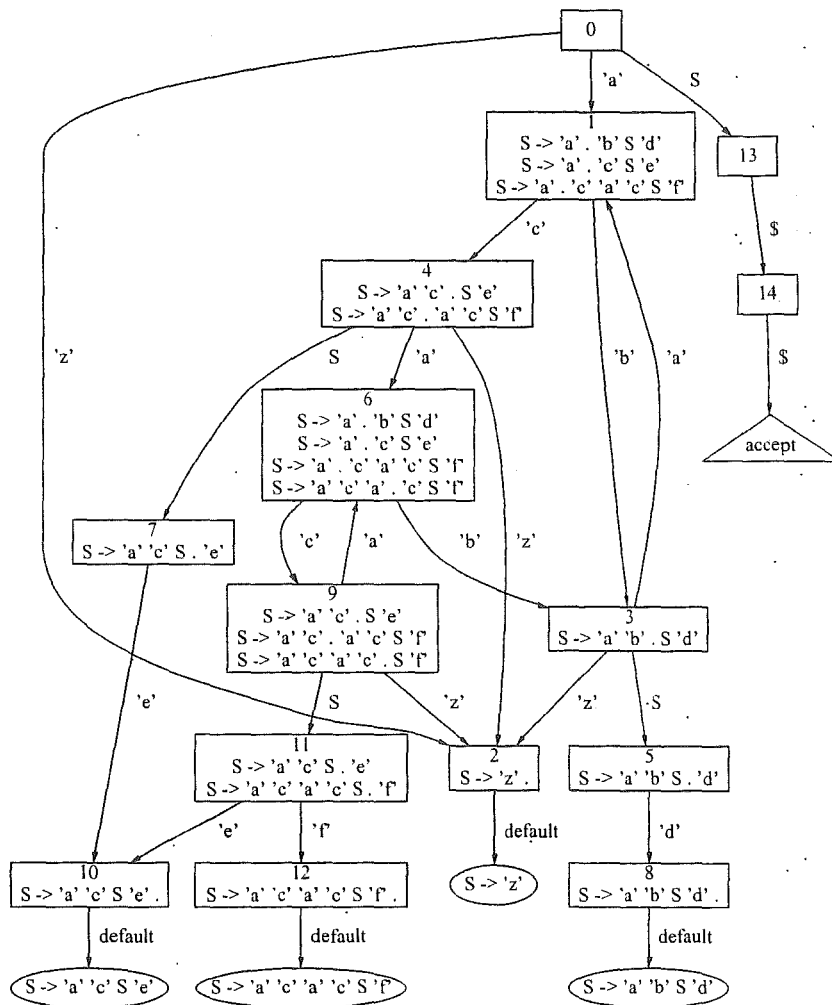 0
'a'
S
1
S -> 'a' . 'b' S 'd'
S -> 'a' . 'c' S 'e'
S -> 'a' . 'c' 'a' 'c' S 'f'
13
'c'
$
4
S -> 'a' 'c' . S 'e'
S -> 'a' 'c' . 'a' 'c' S 'f'
14
'z'
S
'a'
'b'
'a'
$
6
S -> 'a' . 'b' S 'd'
S -> 'a' . 'c' S 'e'
S -> 'a' . 'c' 'a' 'c' S 'f'
S -> 'a' 'c' 'a' . 'c' S 'f'
accept
7
S -> 'a' 'c' S . 'e'
'c'
'a'
'b'
'z'
9
S -> 'a' 'c' . S 'e'
S -> 'a' 'c' . 'a' 'c' S 'f'
S -> 'a' 'c' 'a' 'c' . S 'f'
3
S -> 'a' 'b' . S 'd'
'e'
S
'z'
'z'
S
11
S -> 'a' 'c' S . 'e'
S -> 'a' 'c' 'a' 'c' S . 'f'
2
S -> 'z' .
5
S -> 'a' 'b' S . 'd'
'e'
'f'
default
'd'
10
S -> 'a' 'c' S 'e' .
12
S -> 'a' 'c' 'a' 'c' S 'f' .
S -> 'z'
8
S -> 'a' 'b' S 'd' .
default
default
default
S -> 'a' 'c' S 'e'
S -> 'a' 'c' 'a' 'c' S 'f'
S -> 'a' 'b' S 'd'